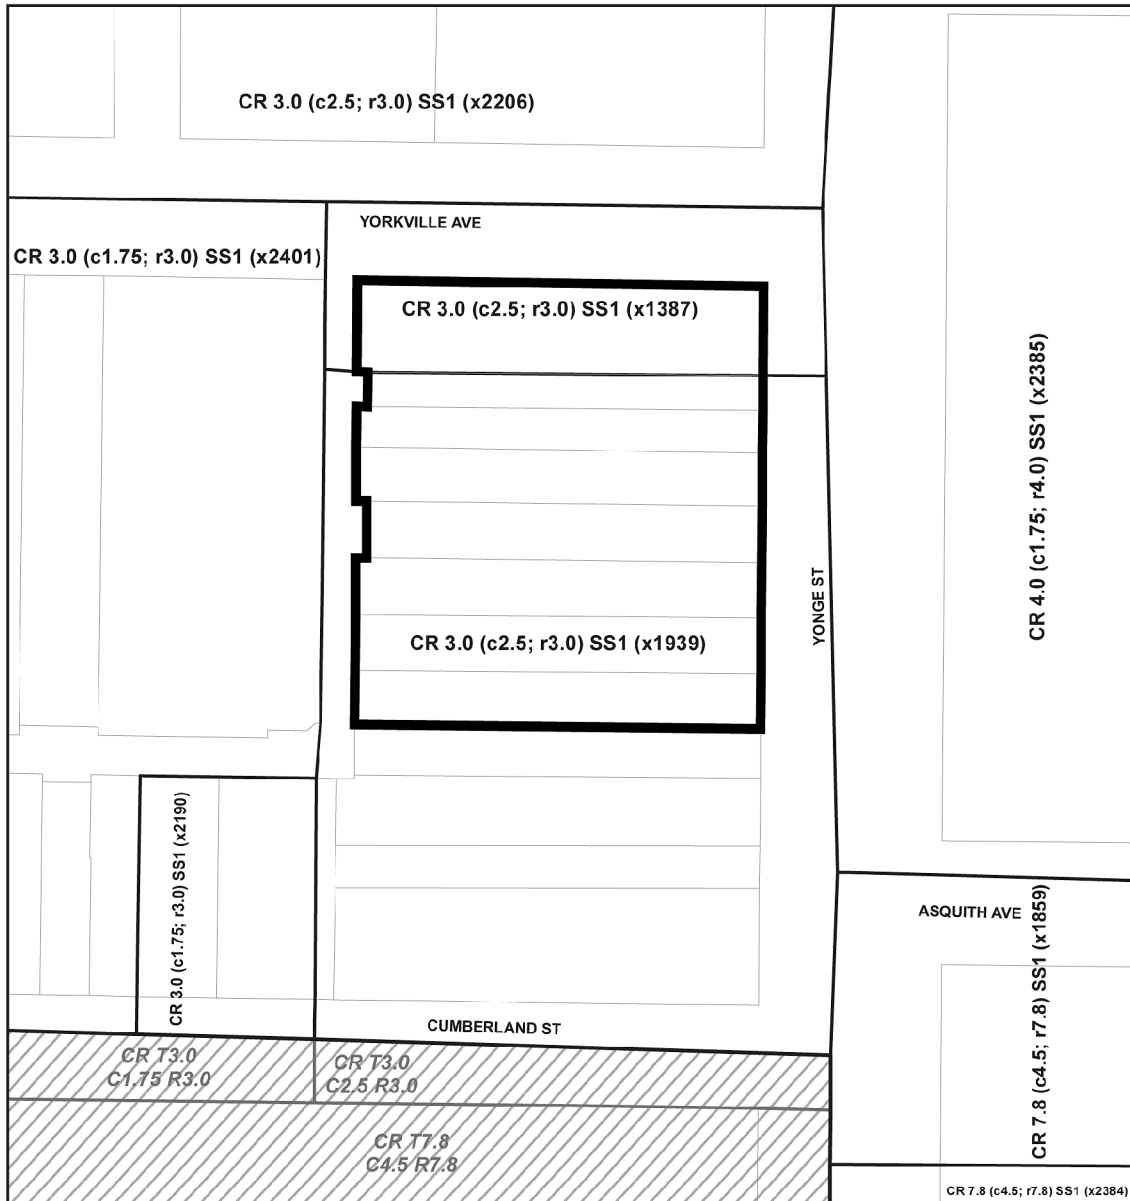 CR 3.0 (c2.5; r3.0) SS1 (x2206)
YORKVILLE AVE
CR 3.0 (c1.75; r3.0) SS1 (x2401)
CR 3.0 (c2.5; r3.0) SS1 (x1387)
CR 4.0 (c1.75; r4.0) SS1 (x2385)
YONGE ST
CR 3.0 (c2.5; r3.0) SS1 (x1939)
CR 3.0 (c1.75; r3.0) SS1 (x2190)
ASQUITH AVE
CR 7.8 (c4.5; r7.8) SS1 (x1859)
CUMBERLAND ST
CR T3.0
C1.75 R3.0
CR T3.0
C2.5 R3.0
CR T7.8
C4.5 R7.8
CR 7.8 (c4.5; r7.8) SS1 (x2384)